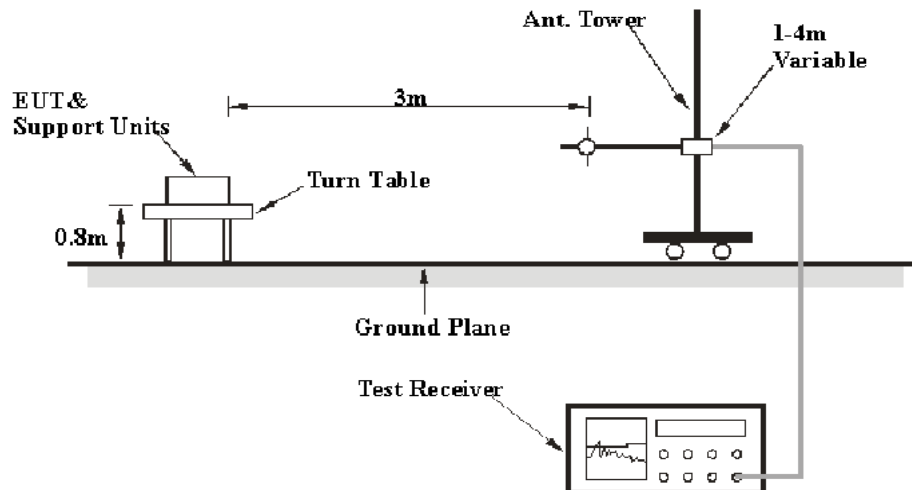 Ant. Tower
1-4m
Variable
3m
EUT&
Support Units
Turn Table
0.8m
Ground Plane
Test Receiver